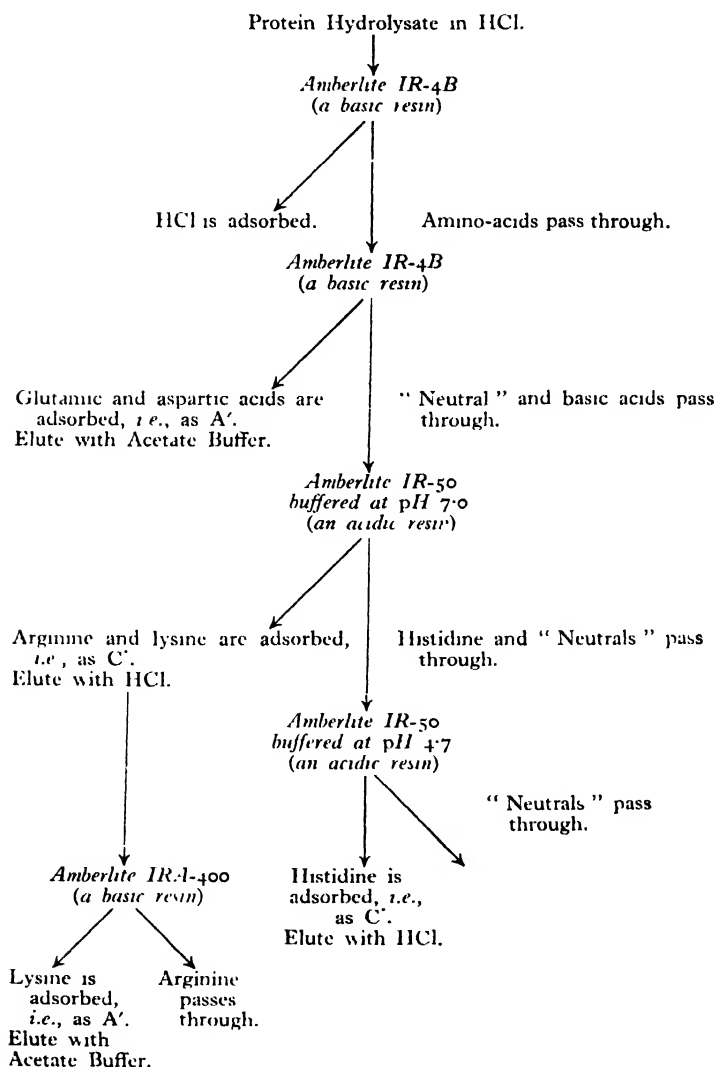 Protein Hydrolysate in HCl.
Amberlite IR-4B
(a basic resin)
HCl is adsorbed.
Amino-acids pass through.
Amberlite IR-4B
(a basic resin)
Glutamic and aspartic acids are
adsorbed, i e., as A′.
Elute with Acetate Buffer.
“ Neutral ” and basic acids pass
through.
Amberlite IR-50
buffered at pH 7·0
(an acidic resin)
Arginine and lysine are adsorbed,
i.e , as C˙.
Elute with HCl.
Histidine and “ Neutrals ” pass
through.
Amberlite IR-50
buffered at pH 4·7
(an acidic resin)
“ Neutrals ” pass
through.
Amberlite IRA-400
(a basic resin)
Histidine is
adsorbed, i.e.,
as C˙.
Elute with HCl.
Lysine is
adsorbed,
i.e., as A′.
Elute with
Acetate Buffer.
Arginine
passes
through.